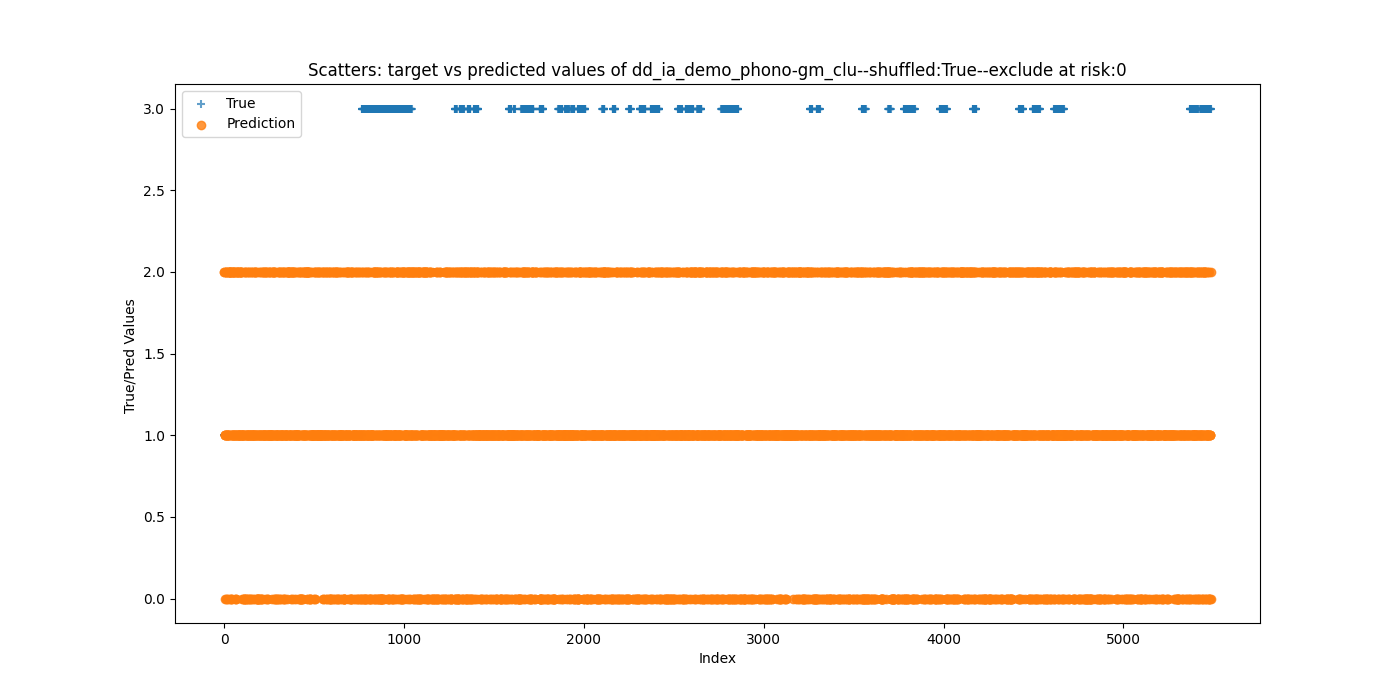 Scatters: target vs predicted values of dd_ia_demo_phono-gm_clu--shuffled:True--exclude at risk:0
True
Prediction
3.0
2.5
2.0
1.5
1.0
0.5
0.0
True/Pred Values
0
1000
2000
3000
4000
5000
Index